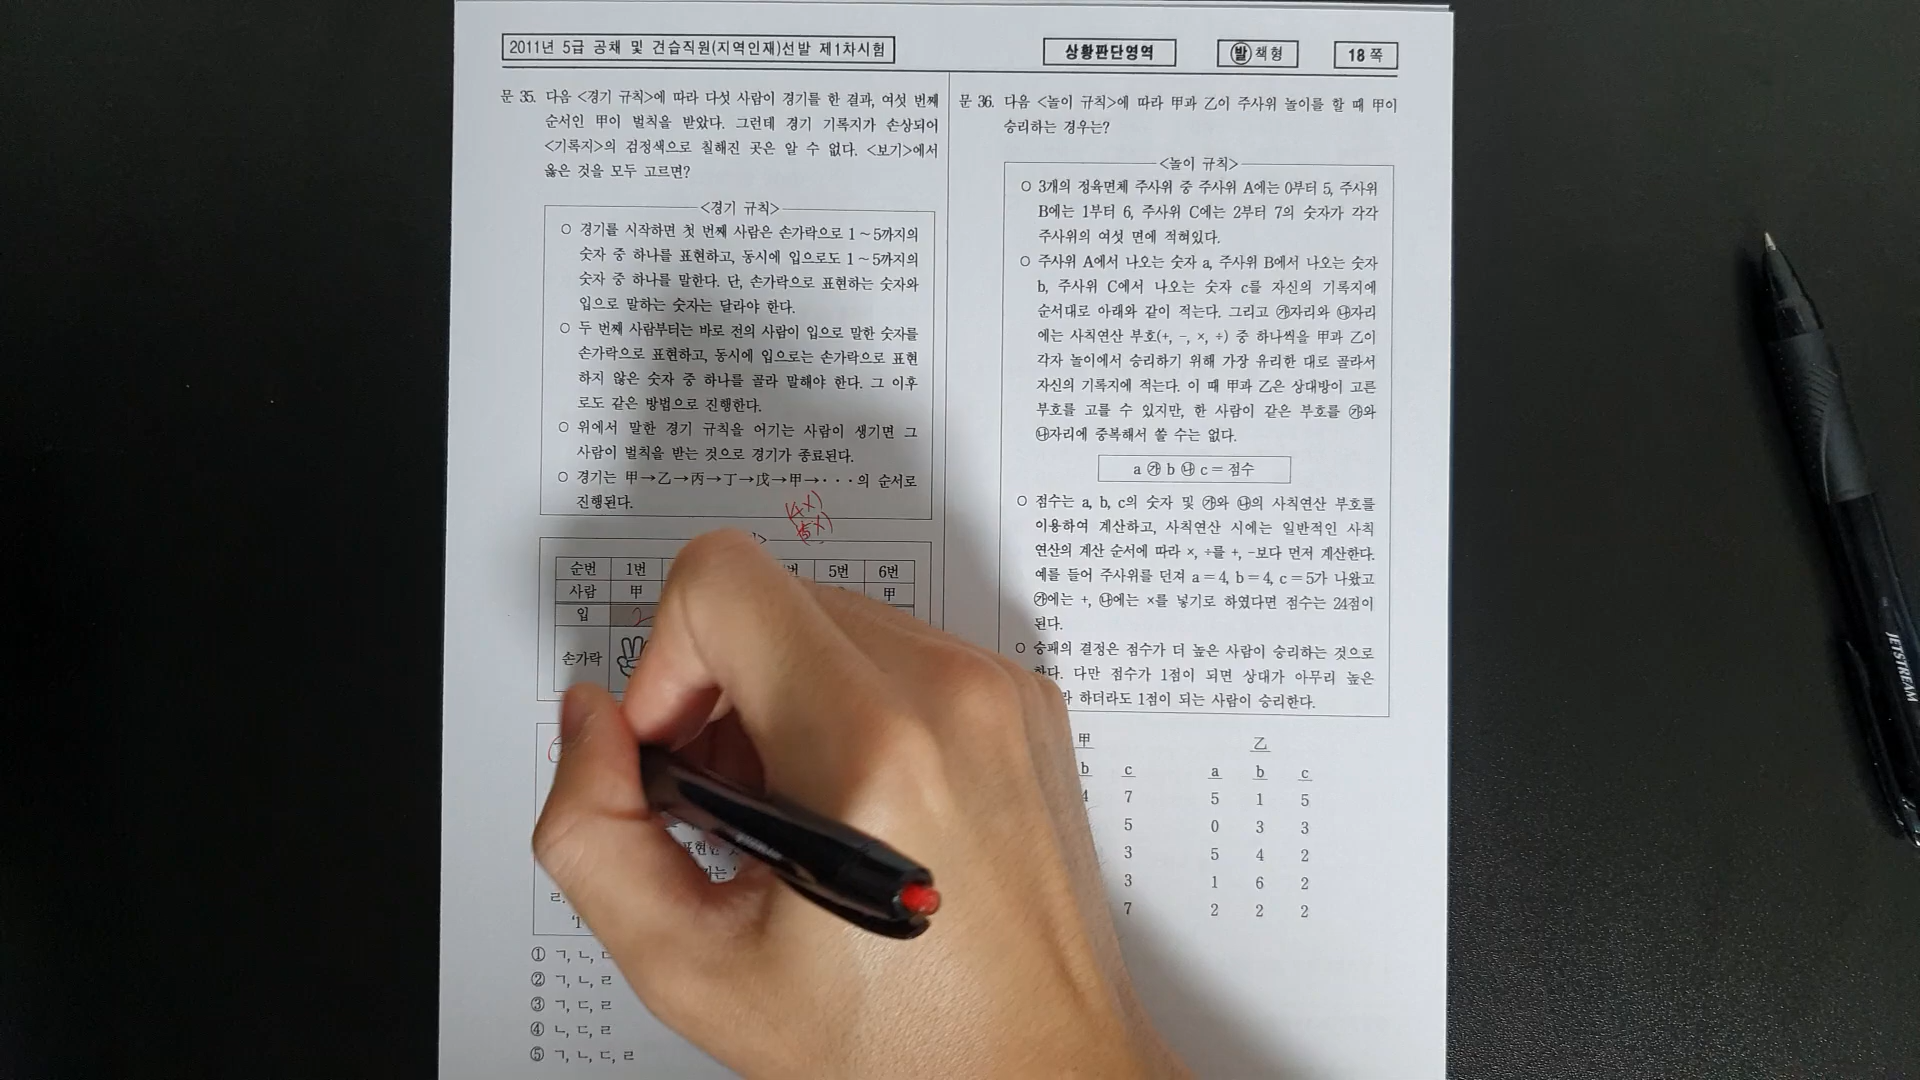 2011년 5급 공채 및 견습직원(지역인재)선발 제1차시험
상황판단영역
발 책형
18 쪽
문 35. 다음 <경기 규칙>에 따라 다섯 사람이 경기를 한 결과, 여섯 번째
순서인 甲이 벌칙을 받았다. 그런데 경기 기록지가 손상되어
<기록지>의 검정색으로 칠해진 곳은 알 수 없다. <보기>에서
옳은 것을 모두 고르면?
<경기 규칙>
○ 경기를 시작하면 첫 번째 사람은 손가락으로 1～5까지의
숫자 중 하나를 표현하고, 동시에 입으로도 1～5까지의
숫자 중 하나를 말한다. 단, 손가락으로 표현하는 숫자와
입으로 말하는 숫자는 달라야 한다.
○ 두 번째 사람부터는 바로 전의 사람이 입으로 말한 숫자를
손가락으로 표현하고, 동시에 입으로는 손가락으로 표현
하지 않은 숫자 중 하나를 골라 말해야 한다. 그 이후
로도 같은 방법으로 진행한다.
○ 위에서 말한 경기 규칙을 어기는 사람이 생기면 그
사람이 벌칙을 받는 것으로 경기가 종료된다.
○ 경기는 甲→乙→丙→丁→戊→甲→···의 순서로
진행된다.
(4X)
(5X)
순번 1번 번 5번 6번
사람 甲 甲
입 2
손가락
표현한
ㄹ.
'1
① ㄱ, ㄴ, ㄷ
② ㄱ, ㄴ, ㄹ
③ ㄱ, ㄷ, ㄹ
④ ㄴ, ㄷ, ㄹ
⑤ ㄱ, ㄴ, ㄷ, ㄹ
문 36. 다음 <놀이 규칙>에 따라 甲과 乙이 주사위 놀이를 할 때 甲이
승리하는 경우는?
<놀이 규칙>
○ 3개의 정육면체 주사위 중 주사위 A에는 0부터 5, 주사위
B에는 1부터 6, 주사위 C에는 2부터 7의 숫자가 각각
주사위의 여섯 면에 적혀있다.
○ 주사위 A에서 나오는 숫자 a, 주사위 B에서 나오는 숫자
b, 주사위 C에서 나오는 숫자 c를 자신의 기록지에
순서대로 아래와 같이 적는다. 그리고 ㉮자리와 ㉯자리
에는 사칙연산 부호(+, -, ×, ÷) 중 하나씩을 甲과 乙이
각자 놀이에서 승리하기 위해 가장 유리한 대로 골라서
자신의 기록지에 적는다. 이 때 甲과 乙은 상대방이 고른
부호를 고를 수 있지만, 한 사람이 같은 부호를 ㉮와
㉯자리에 중복해서 쓸 수는 없다.
a ㉮ b ㉯ c = 점수
○ 점수는 a, b, c의 숫자 및 ㉮와 ㉯의 사칙연산 부호를
이용하여 계산하고, 사칙연산 시에는 일반적인 사칙
연산의 계산 순서에 따라 ×, ÷를 +, -보다 먼저 계산한다.
예를 들어 주사위를 던져 a = 4, b = 4, c = 5가 나왔고
㉮에는 +, ㉯에는 ×를 넣기로 하였다면 점수는 24점이
된다.
○ 승패의 결정은 점수가 더 높은 사람이 승리하는 것으로
한다. 다만 점수가 1점이 되면 상대가 아무리 높은
하더라도 1점이 되는 사람이 승리한다.
甲 乙
b c a b c
4 7 5 1 5
5 0 3 3
3 5 4 2
3 1 6 2
7 2 2 2
JETSTREAM